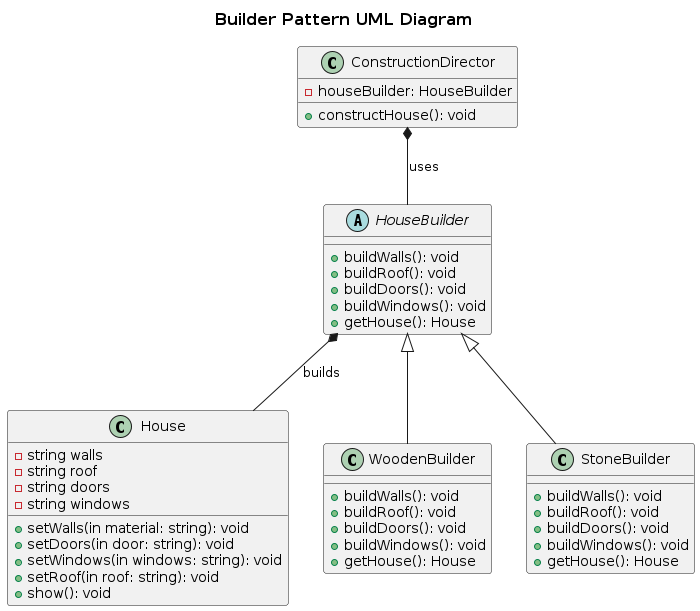 Builder Pattern UML Diagram
C ConstructionDirector
houseBuilder: HouseBuilder
constructHouse(): void
uses
A HouseBuilder
buildWalls(): void
buildRoof(): void
buildDoors(): void
buildWindows(): void
getHouse(): House
builds
C House
string walls
string roof
string doors
string windows
setWalls(in material: string): void
setDoors(in door: string): void
setWindows(in windows: string): void
setRoof(in roof: string): void
show(): void
C WoodenBuilder
buildWalls(): void
buildRoof(): void
buildDoors(): void
buildWindows(): void
getHouse(): House
C StoneBuilder
buildWalls(): void
buildRoof(): void
buildDoors(): void
buildWindows(): void
getHouse(): House